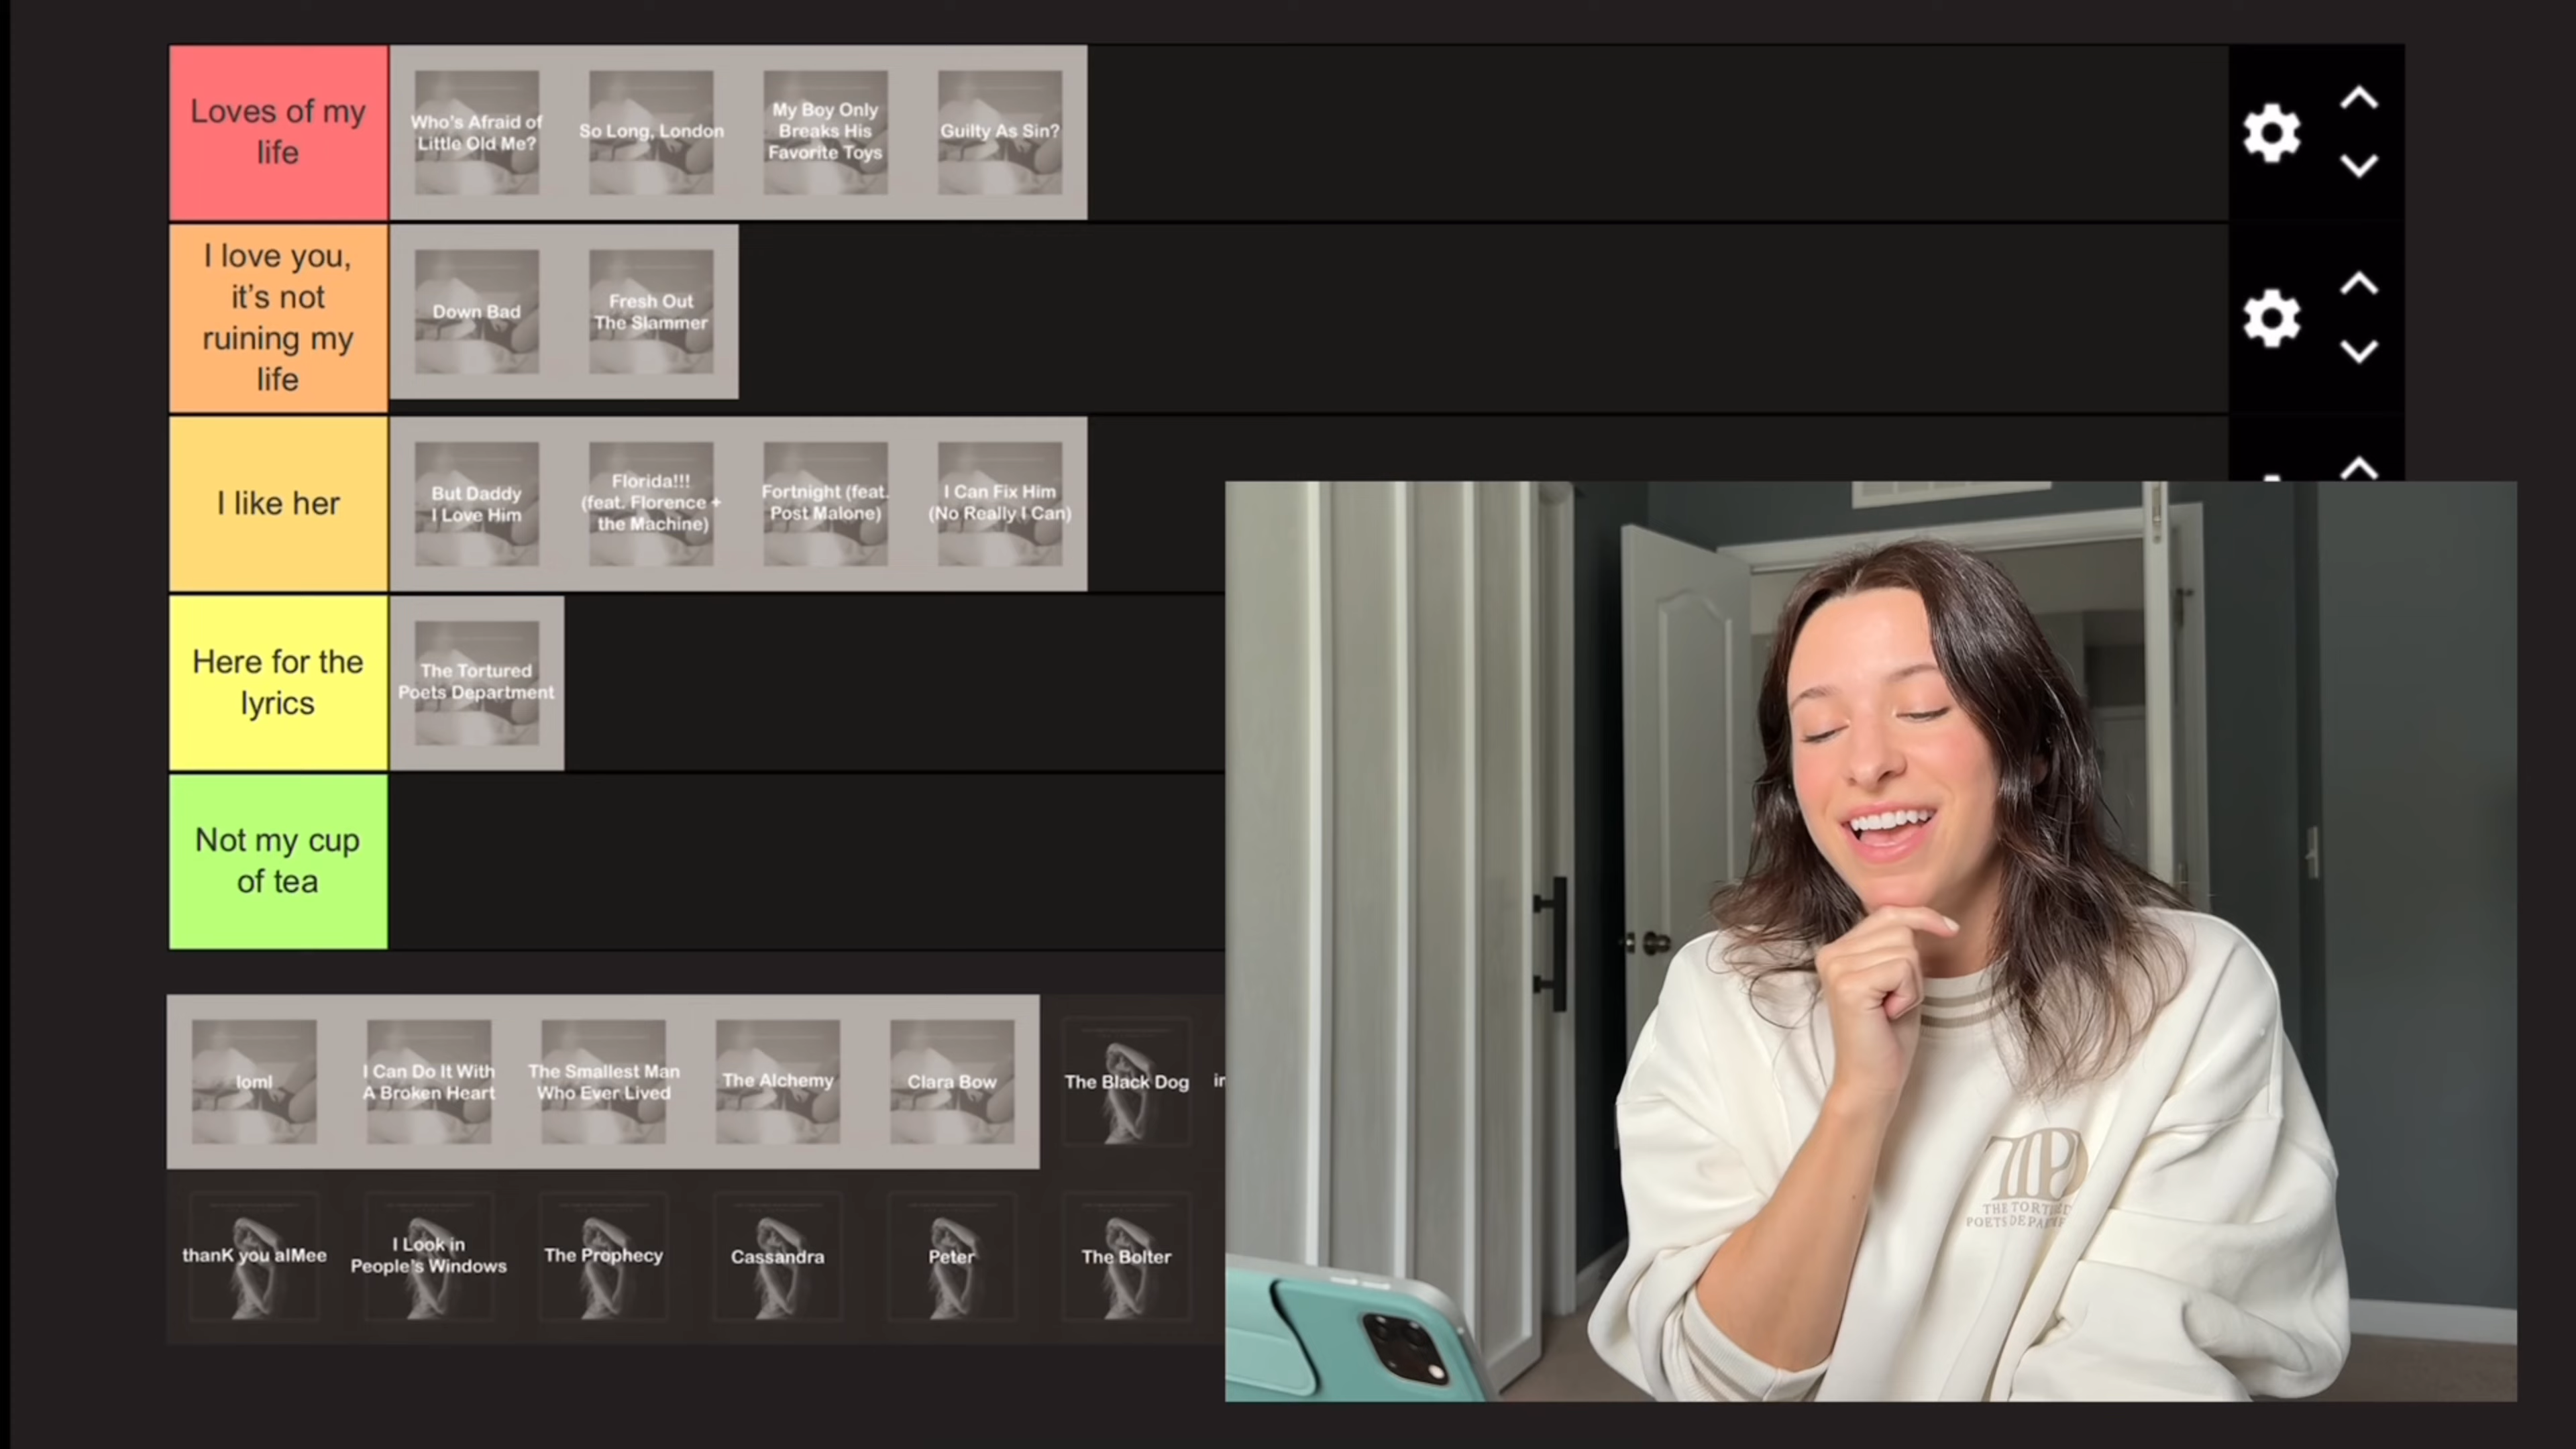 Loves of my
life
Who's Afraid of
Little Old Me?
So Long, London
My Boy Only
Breaks His
Favorite Toys
Guilty As Sin?
I love you,
it's not
ruining my
life
Down Bad
Fresh Out
The Slammer
I like her
But Daddy
I Love Him
Florida!!!
(feat. Florence +
the Machine)
Fortnight (feat.
Post Malone)
I Can Fix Him
(No Really I Can)
Here for the
lyrics
The Tortured
Poets Department
Not my cup
of tea
loml
I Can Do It With
A Broken Heart
The Smallest Man
Who Ever Lived
The Alchemy
Clara Bow
The Black Dog
thanK you aIMee
I Look in
People's Windows
The Prophecy
Cassandra
Peter
The Bolter
TTPD
THE TORTURED